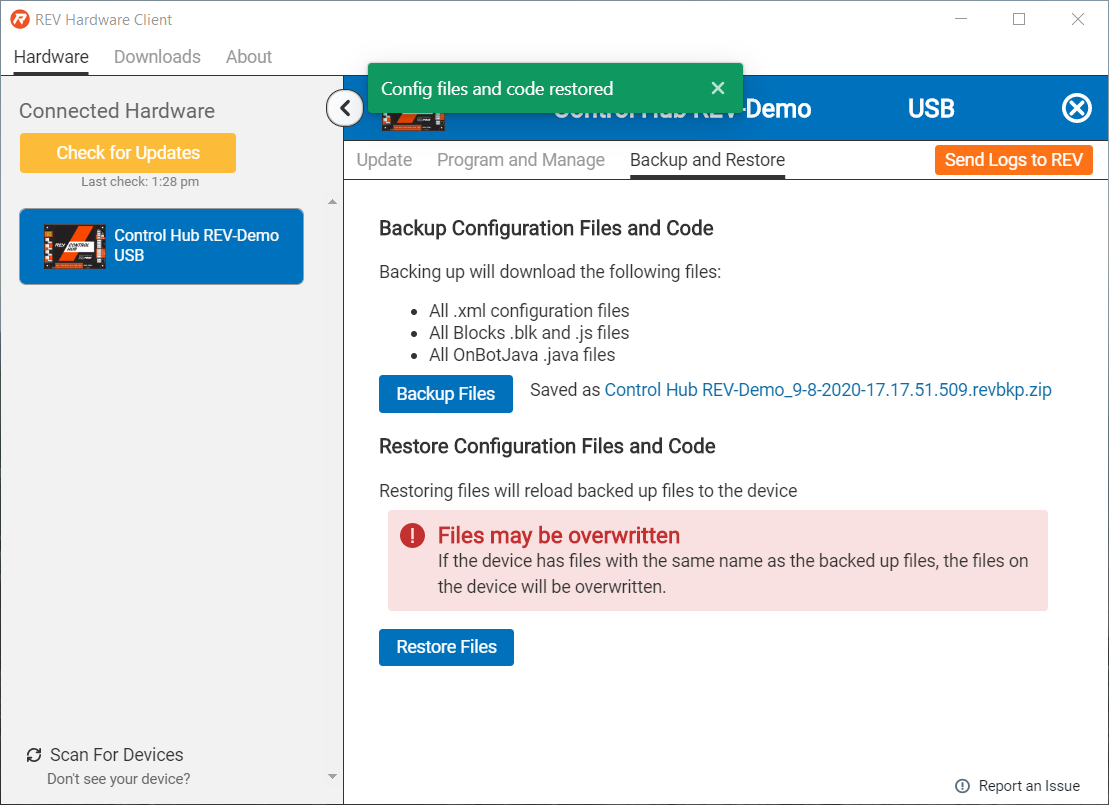 REV Hardware Client
Hardware Downloads About
Config files and code restored
Connected Hardware
Control Hub REV-Demo USB
Check for Updates
Last check: 1:28 pm
Update Program and Manage Backup and Restore Send Logs to REV
REV CONTROL HUB
Control Hub REV-Demo
USB
Backup Configuration Files and Code
Backing up will download the following files:
All .xml configuration files
All Blocks .blk and .js files
All OnBotJava .java files
Backup Files Saved as Control Hub REV-Demo_9-8-2020-17.17.51.509.revbkp.zip
Restore Configuration Files and Code
Restoring files will reload backed up files to the device
Files may be overwritten
If the device has files with the same name as the backed up files, the files on
the device will be overwritten.
Restore Files
Scan For Devices
Don't see your device?
Report an Issue